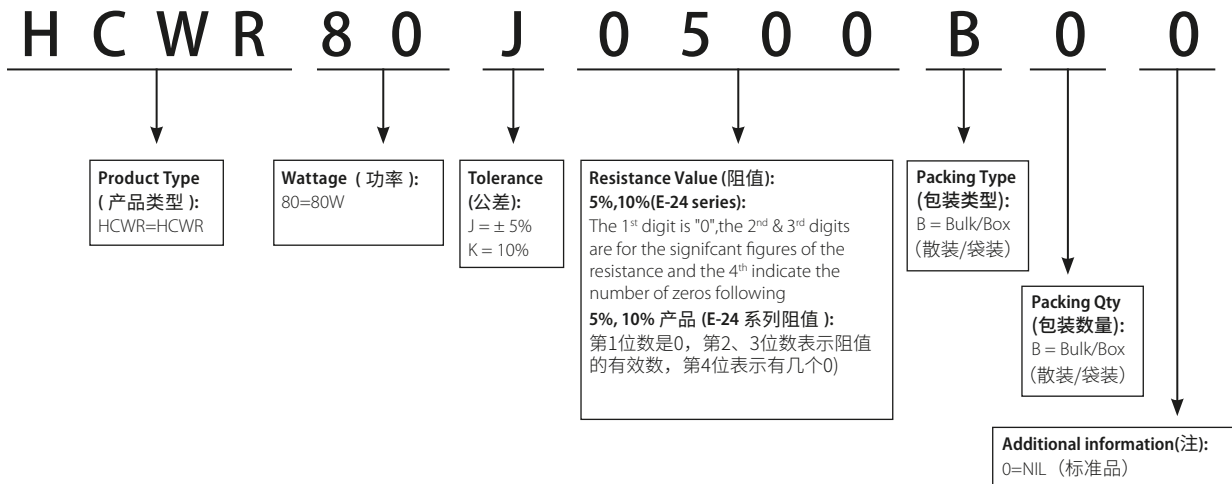 H C W R 8 0 J 0 5 0 0 B 0 0
Product Type
( 产品类型 ):
HCWR=HCWR
Wattage ( 功率 ):
80=80W
Tolerance
(公差):
J = ± 5%
K = 10%
Resistance Value (阻值):
5%,10%(E-24 series):
The 1st digit is "0",the 2nd & 3rd digits
are for the signifcant figures of the
resistance and the 4th indicate the
number of zeros following
5%, 10% 产品 (E-24 系列阻值 ):
第1位数是0，第2、3位数表示阻值
的有效数，第4位表示有几个0)
Packing Type
(包装类型):
B = Bulk/Box
（散装/袋装）
Packing Qty
(包装数量):
B = Bulk/Box
（散装/袋装）
Additional information(注):
0=NIL（标准品）